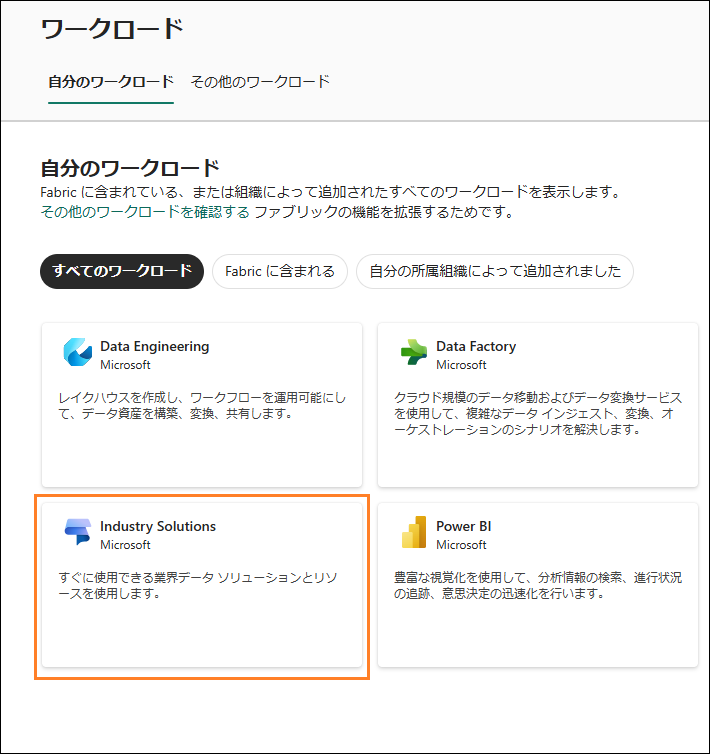 ワークロード
自分のワークロード その他のワークロード
自分のワークロード
Fabric に含まれている、または組織によって追加されたすべてのワークロードを表示します。
その他のワークロードを確認する ファブリックの機能を拡張するためです。
すべてのワークロード Fabric に含まれる 自分の所属組織によって追加されました
Data Engineering
Microsoft
レイクハウスを作成し、ワークフローを運用可能にし
て、データ資産を構築、変換、共有します。
Data Factory
Microsoft
クラウド規模のデータ移動およびデータ変換サービス
を使用して、複雑なデータ インジェスト、変換、オ
ーケストレーションのシナリオを解決します。
Industry Solutions
Microsoft
すぐに使用できる業界データ ソリューションとリソ
ースを使用します。
Power BI
Microsoft
豊富な視覚化を使用して、分析情報の検索、進行状況
の追跡、意思決定の迅速化を行います。